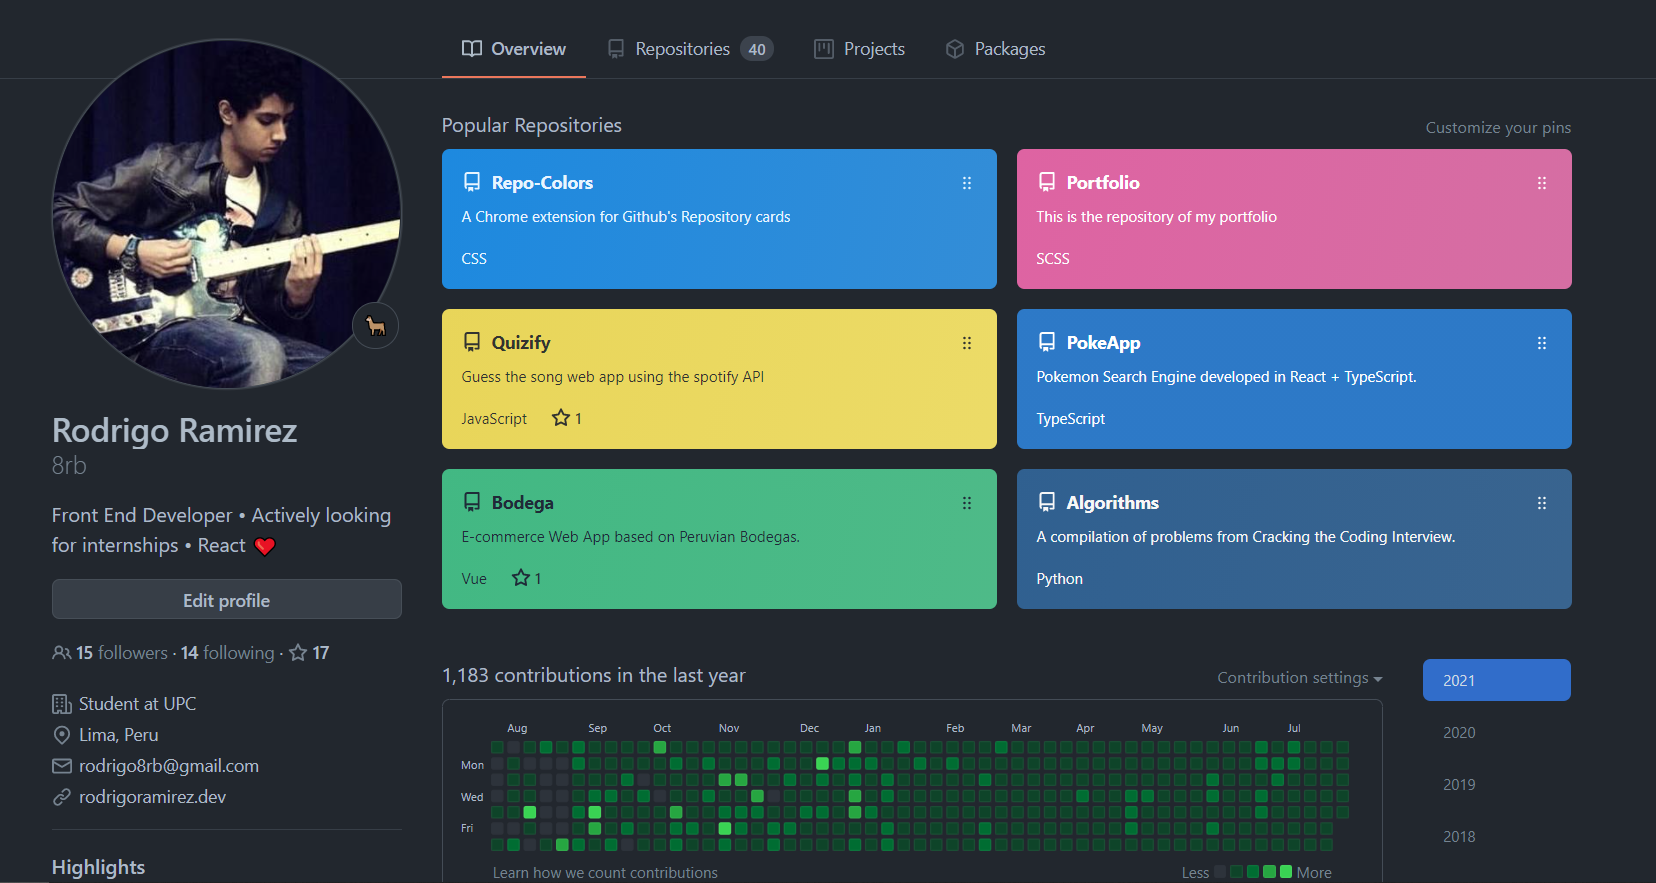 Overview
Repositories 40
Projects
Packages
Rodrigo Ramirez
8rb
Front End Developer • Actively looking
for internships • React ❤️
Edit profile
15 followers · 14 following · 17
Student at UPC
Lima, Peru
rodrigo8rb@gmail.com
rodrigoramirez.dev
Highlights
Popular Repositories
Customize your pins
Repo-Colors
A Chrome extension for Github's Repository cards
CSS
Portfolio
This is the repository of my portfolio
SCSS
Quizify
Guess the song web app using the spotify API
JavaScript 1
PokeApp
Pokemon Search Engine developed in React + TypeScript.
TypeScript
Bodega
E-commerce Web App based on Peruvian Bodegas.
Vue 1
Algorithms
A compilation of problems from Cracking the Coding Interview.
Python
1,183 contributions in the last year
Contribution settings
Aug Sep Oct Nov Dec Jan Feb Mar Apr May Jun Jul
Mon
Wed
Fri
Learn how we count contributions
Less More
2021
2020
2019
2018